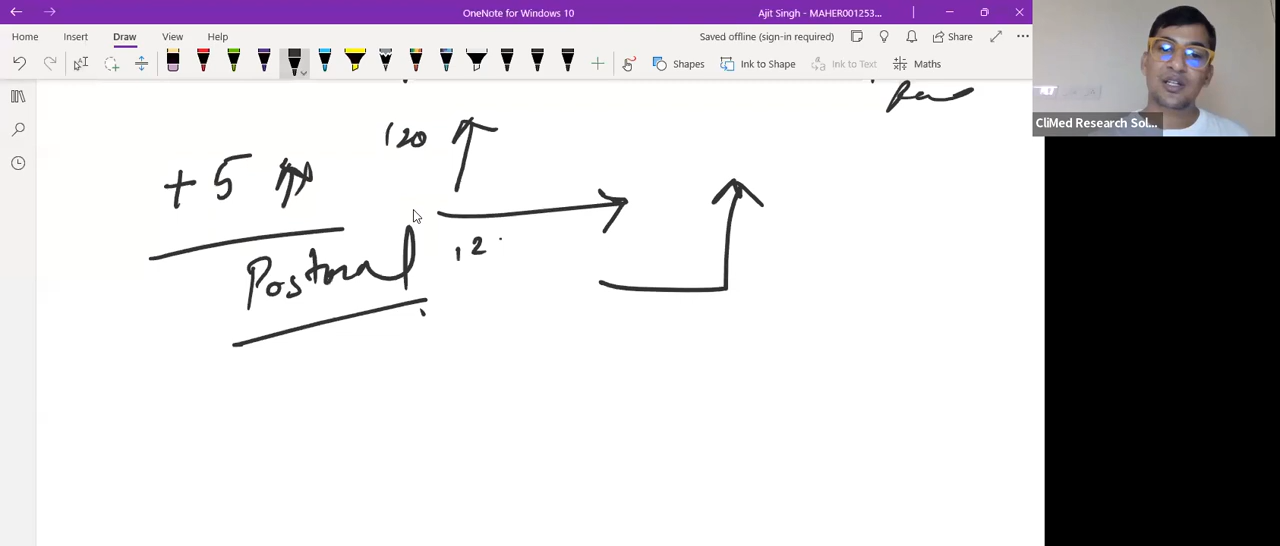 OneNote for Windows 10
Ajit Singh - MAHER001253...
Home Insert Draw View Help
Saved offline (sign-in required)
Share
Shapes
Ink to Shape
Ink to Text
Maths
CliMed Research Sol...
120
+ 5
12
Postural